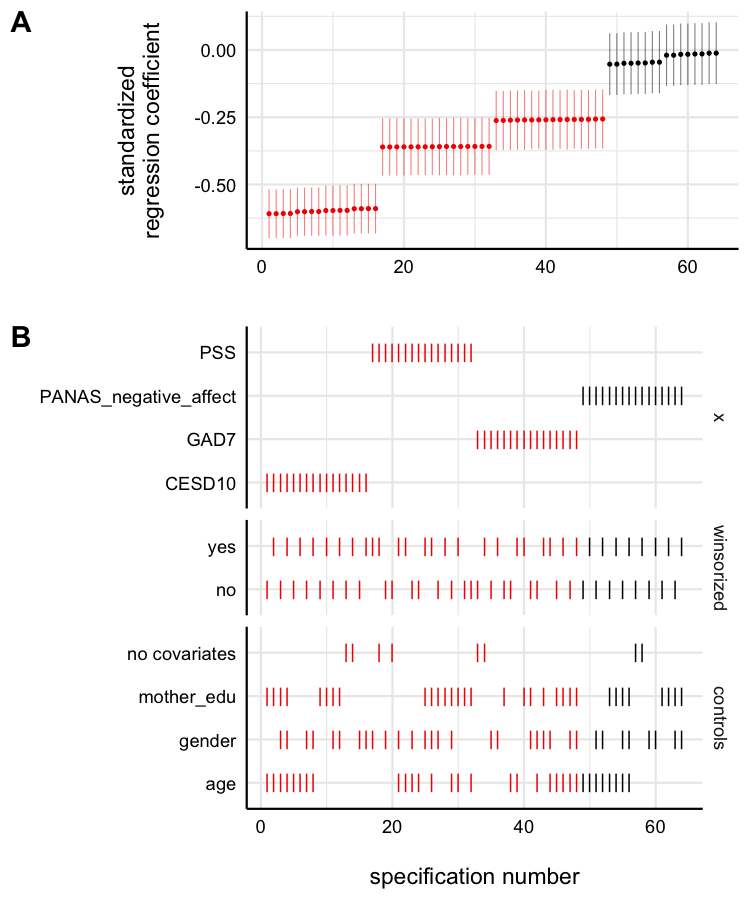 A
standardized
regression coefficient
0.00
-0.25
-0.50
0 20 40 60
B
PSS
PANAS_negative_affect
GAD7
CESD10
x
yes
no
winsorized
no covariates
mother_edu
gender
age
controls
0 20 40 60
specification number